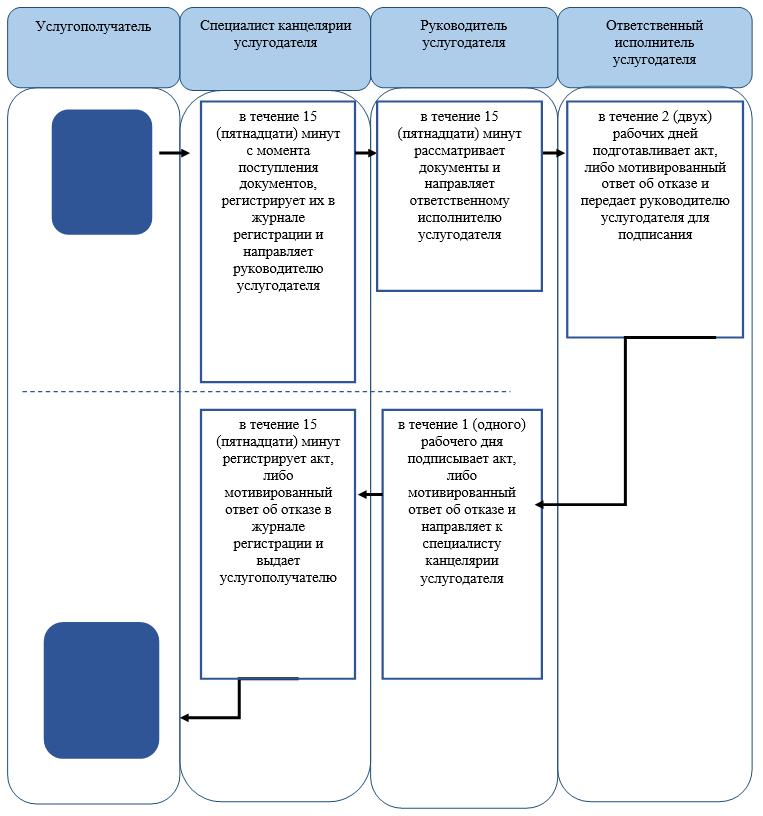 Услугополучатель
Специалист канцелярии
услугодателя
Руководитель
услугодателя
Ответственный
исполнитель
услугодателя
в течение 15
(пятнадцати) минут
с момента
поступления
документов,
регистрирует их в
журнале
регистрации и
направляет
руководителю
услугодателя
в течение 15
(пятнадцати) минут
рассматривает
документы и
направляет
ответственному
исполнителю
услугодателя
в течение 2 (двух)
рабочих дней
подготавливает акт,
либо мотивированный
ответ об отказе и
передает руководителю
услугодателя для
подписания
в течение 15
(пятнадцати) минут
регистрирует акт,
либо
мотивированный
ответ об отказе в
журнале
регистрации и
выдает
услугополучателю
в течение 1 (одного)
рабочего дня
подписывает акт,
либо
мотивированный
ответ об отказе и
направляет к
специалисту
канцелярии
услугодателя